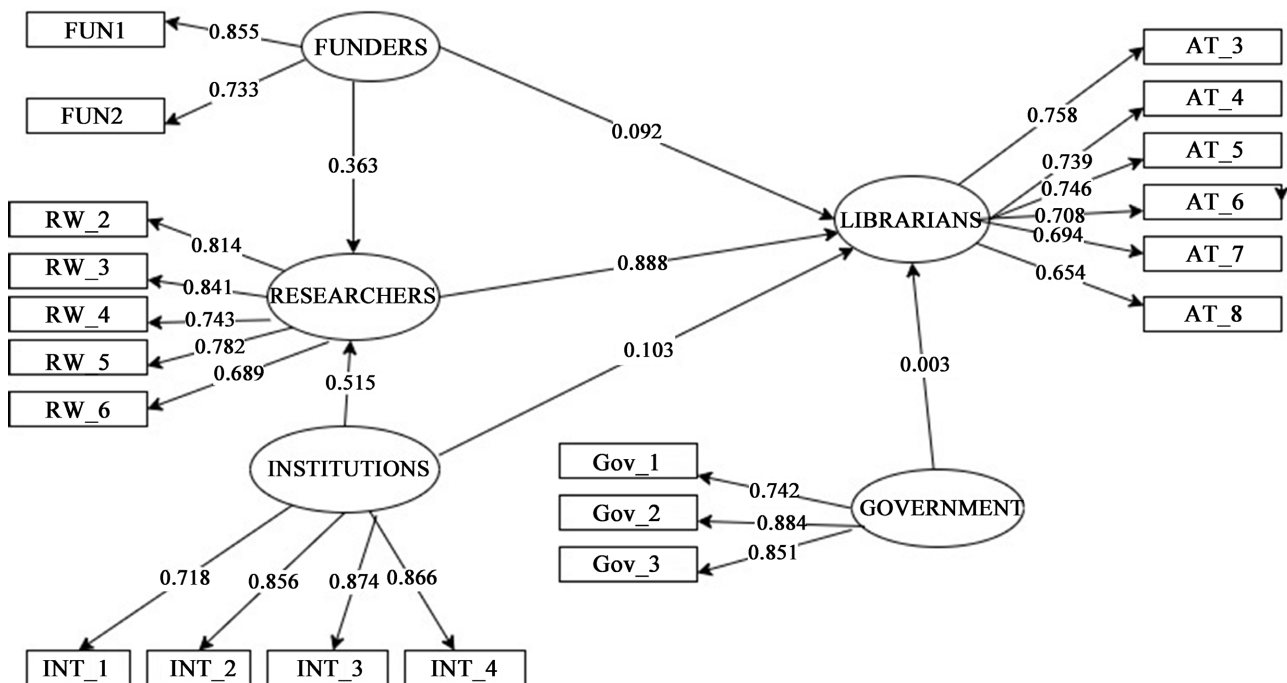 FUN1
0.855
FUNDERS
AT_3
FUN2
0.733
0.758
AT_4
0.092
0.739
AT_5
0.363
0.746
RW_2
0.814
LIBRARIANS
0.708
AT_6
0.694
AT_7
RW_3
0.841
RESEARCHERS
0.888
0.654
RW_4
0.743
AT_8
RW_5
0.782
0.103
0.689
0.515
0.003
RW_6
INSTITUTIONS
Gov_1
0.742
GOVERNMENT
Gov_2
0.884
Gov_3
0.851
0.718
0.856
0.874
0.866
INT_1
INT_2
INT_3
INT_4